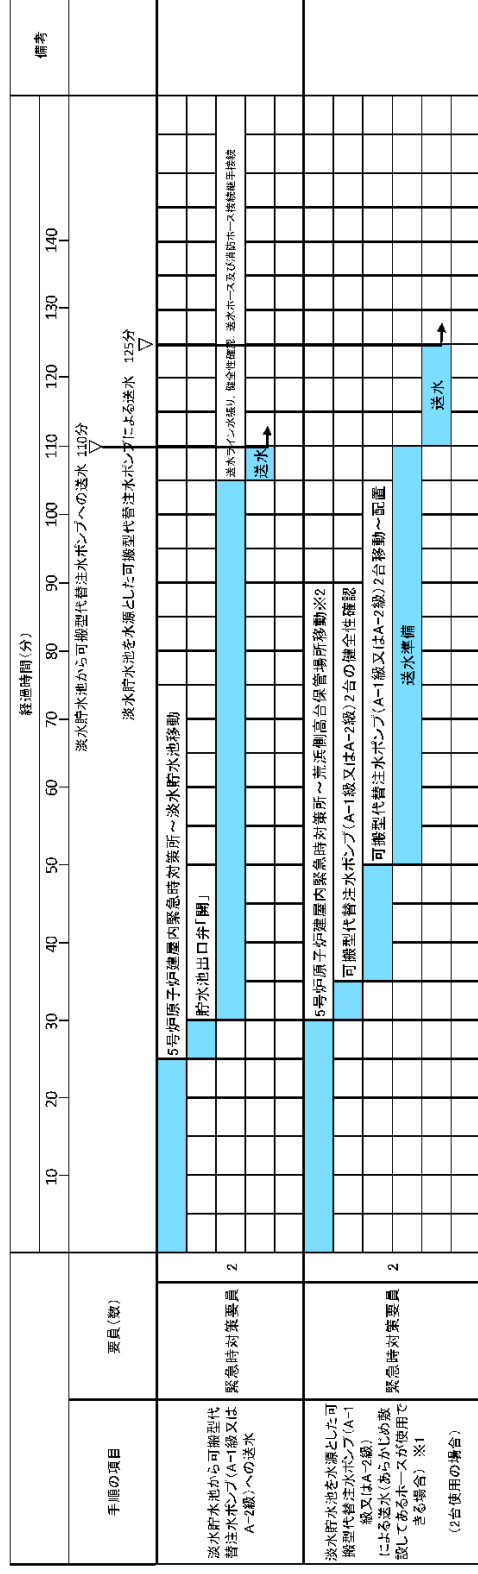 経過時間(分)
備考
10
20
30
40
50
60
70
80
90
100
110
120
130
140
手順の項目
要員(数)
淡水貯水池から可搬型代替注水ポンプへの送水 110分
淡水貯水池を水源とした可搬型代替注水ポンプによる送水 125分
淡水貯水池から可搬型代
替注水ポンプ(A-1級又は
A-2級)への送水
緊急時対策要員
2
5号炉原子炉建屋内緊急時対策所～淡水貯水池移動
貯水池出口弁「開」
送水ライン水張り、健全性確認、送水ホース及び消防ホース接続継手接続
送水
淡水貯水池を水源とした可
搬型代替注水ポンプ(A-1
級又はA-2級)
による送水(あらかじめ敷
設してあるホースが使用で
きる場合) ※1
(2台使用の場合)
緊急時対策要員
2
5号炉原子炉建屋内緊急時対策所～荒浜側高台保管場所移動※2
可搬型代替注水ポンプ(A-1級又はA-2級)2台の健全性確認
可搬型代替注水ポンプ(A-1級又はA-2級)2台移動～配置
送水準備
送水